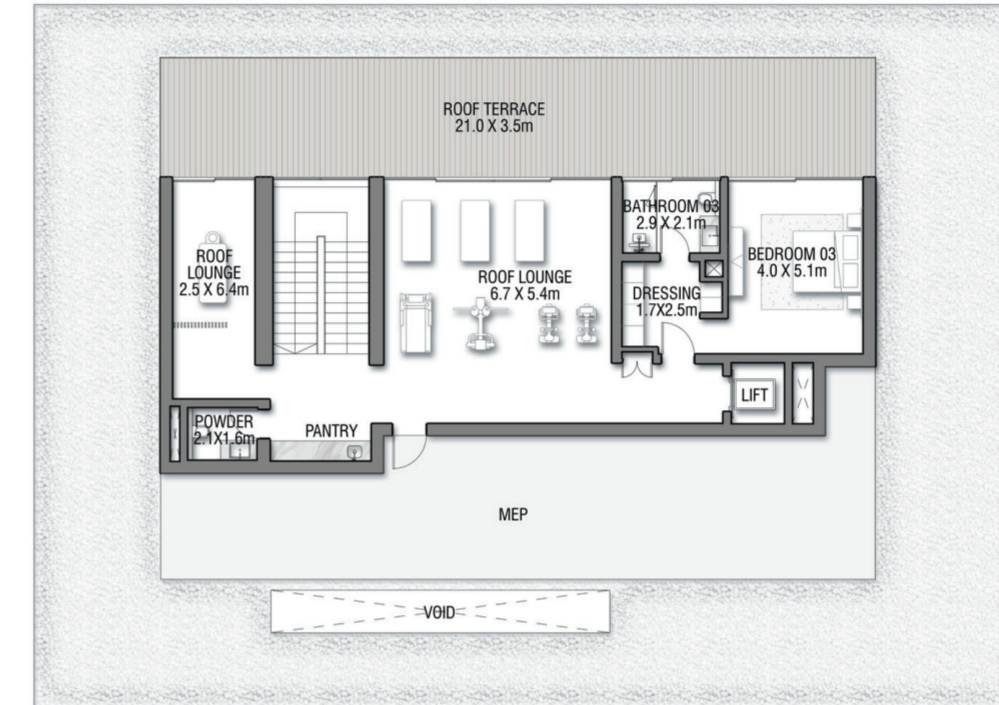 ROOF TERRACE
21.0 X 3.5m
BATHROOM 03
2.9 X 2.1m
ROOF
LOUNGE
2.5 X 6.4m
ROOF LOUNGE
6.7 X 5.4m
BEDROOM 03
4.0 X 5.1m
DRESSING
1.7X2.5m
LIFT
POWDER
2.1X1.6m
PANTRY
MEP
VOID